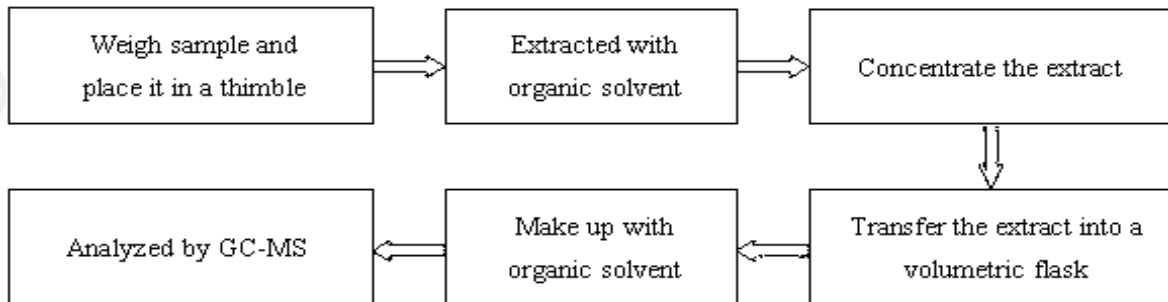 Weigh sample and
place it in a thimble
Extracted with
organic solvent
Concentrate the extract
Transfer the extract into a
volumetric flask
Make up with
organic solvent
Analyzed by GC-MS